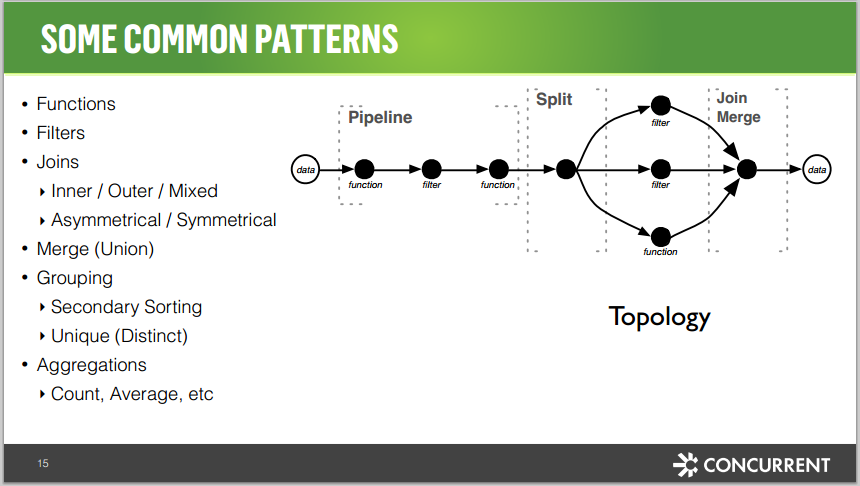 SOME COMMON PATTERNS
• Functions
• Filters
• Joins
‣ Inner / Outer / Mixed
‣ Asymmetrical / Symmetrical
• Merge (Union)
• Grouping
‣ Secondary Sorting
‣ Unique (Distinct)
• Aggregations
‣ Count, Average, etc
Pipeline
Split
Join
Merge
data
function
filter
function
filter
filter
function
data
Topology
15
CONCURRENT